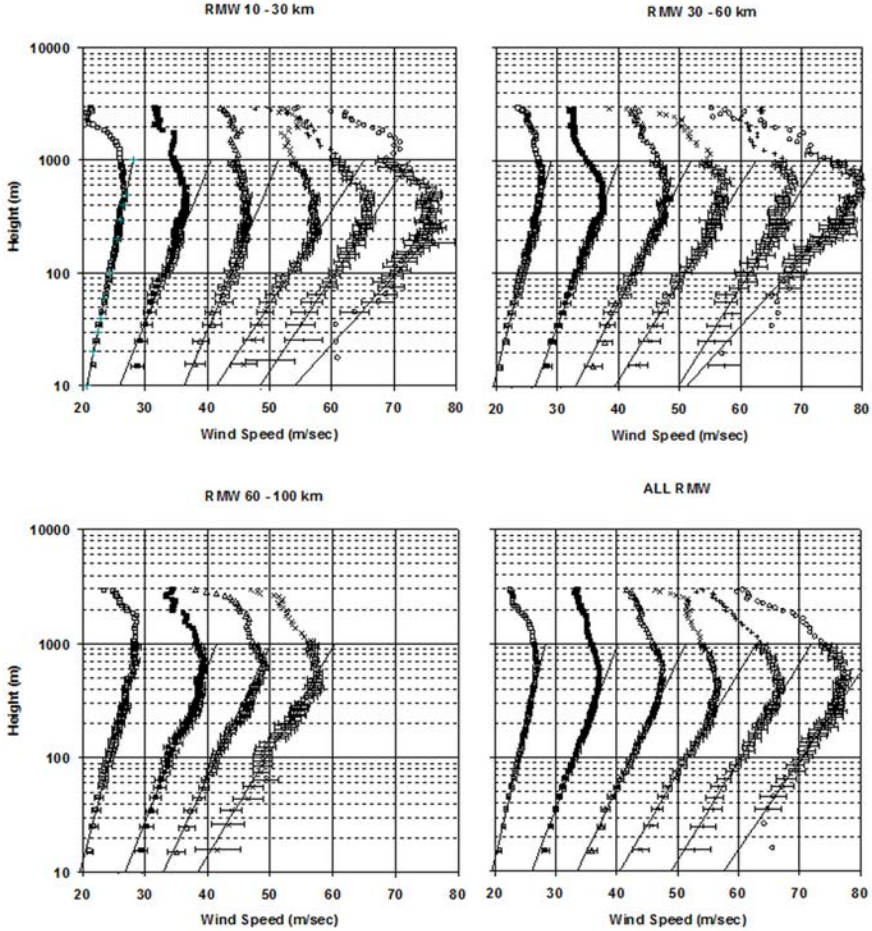 RMW 10 - 30 km
10000
1000
100
10
Height (m)
20 30 40 50 60 70 80
Wind Speed (m/sec)
RMW 30 - 60 km
20 30 40 50 60 70 80
Wind Speed (m/sec)
RMW 60 - 100 km
10000
1000
100
10
Height (m)
20 30 40 50 60 70 80
Wind Speed (m/sec)
ALL RMW
20 30 40 50 60 70 80
Wind Speed (m/sec)